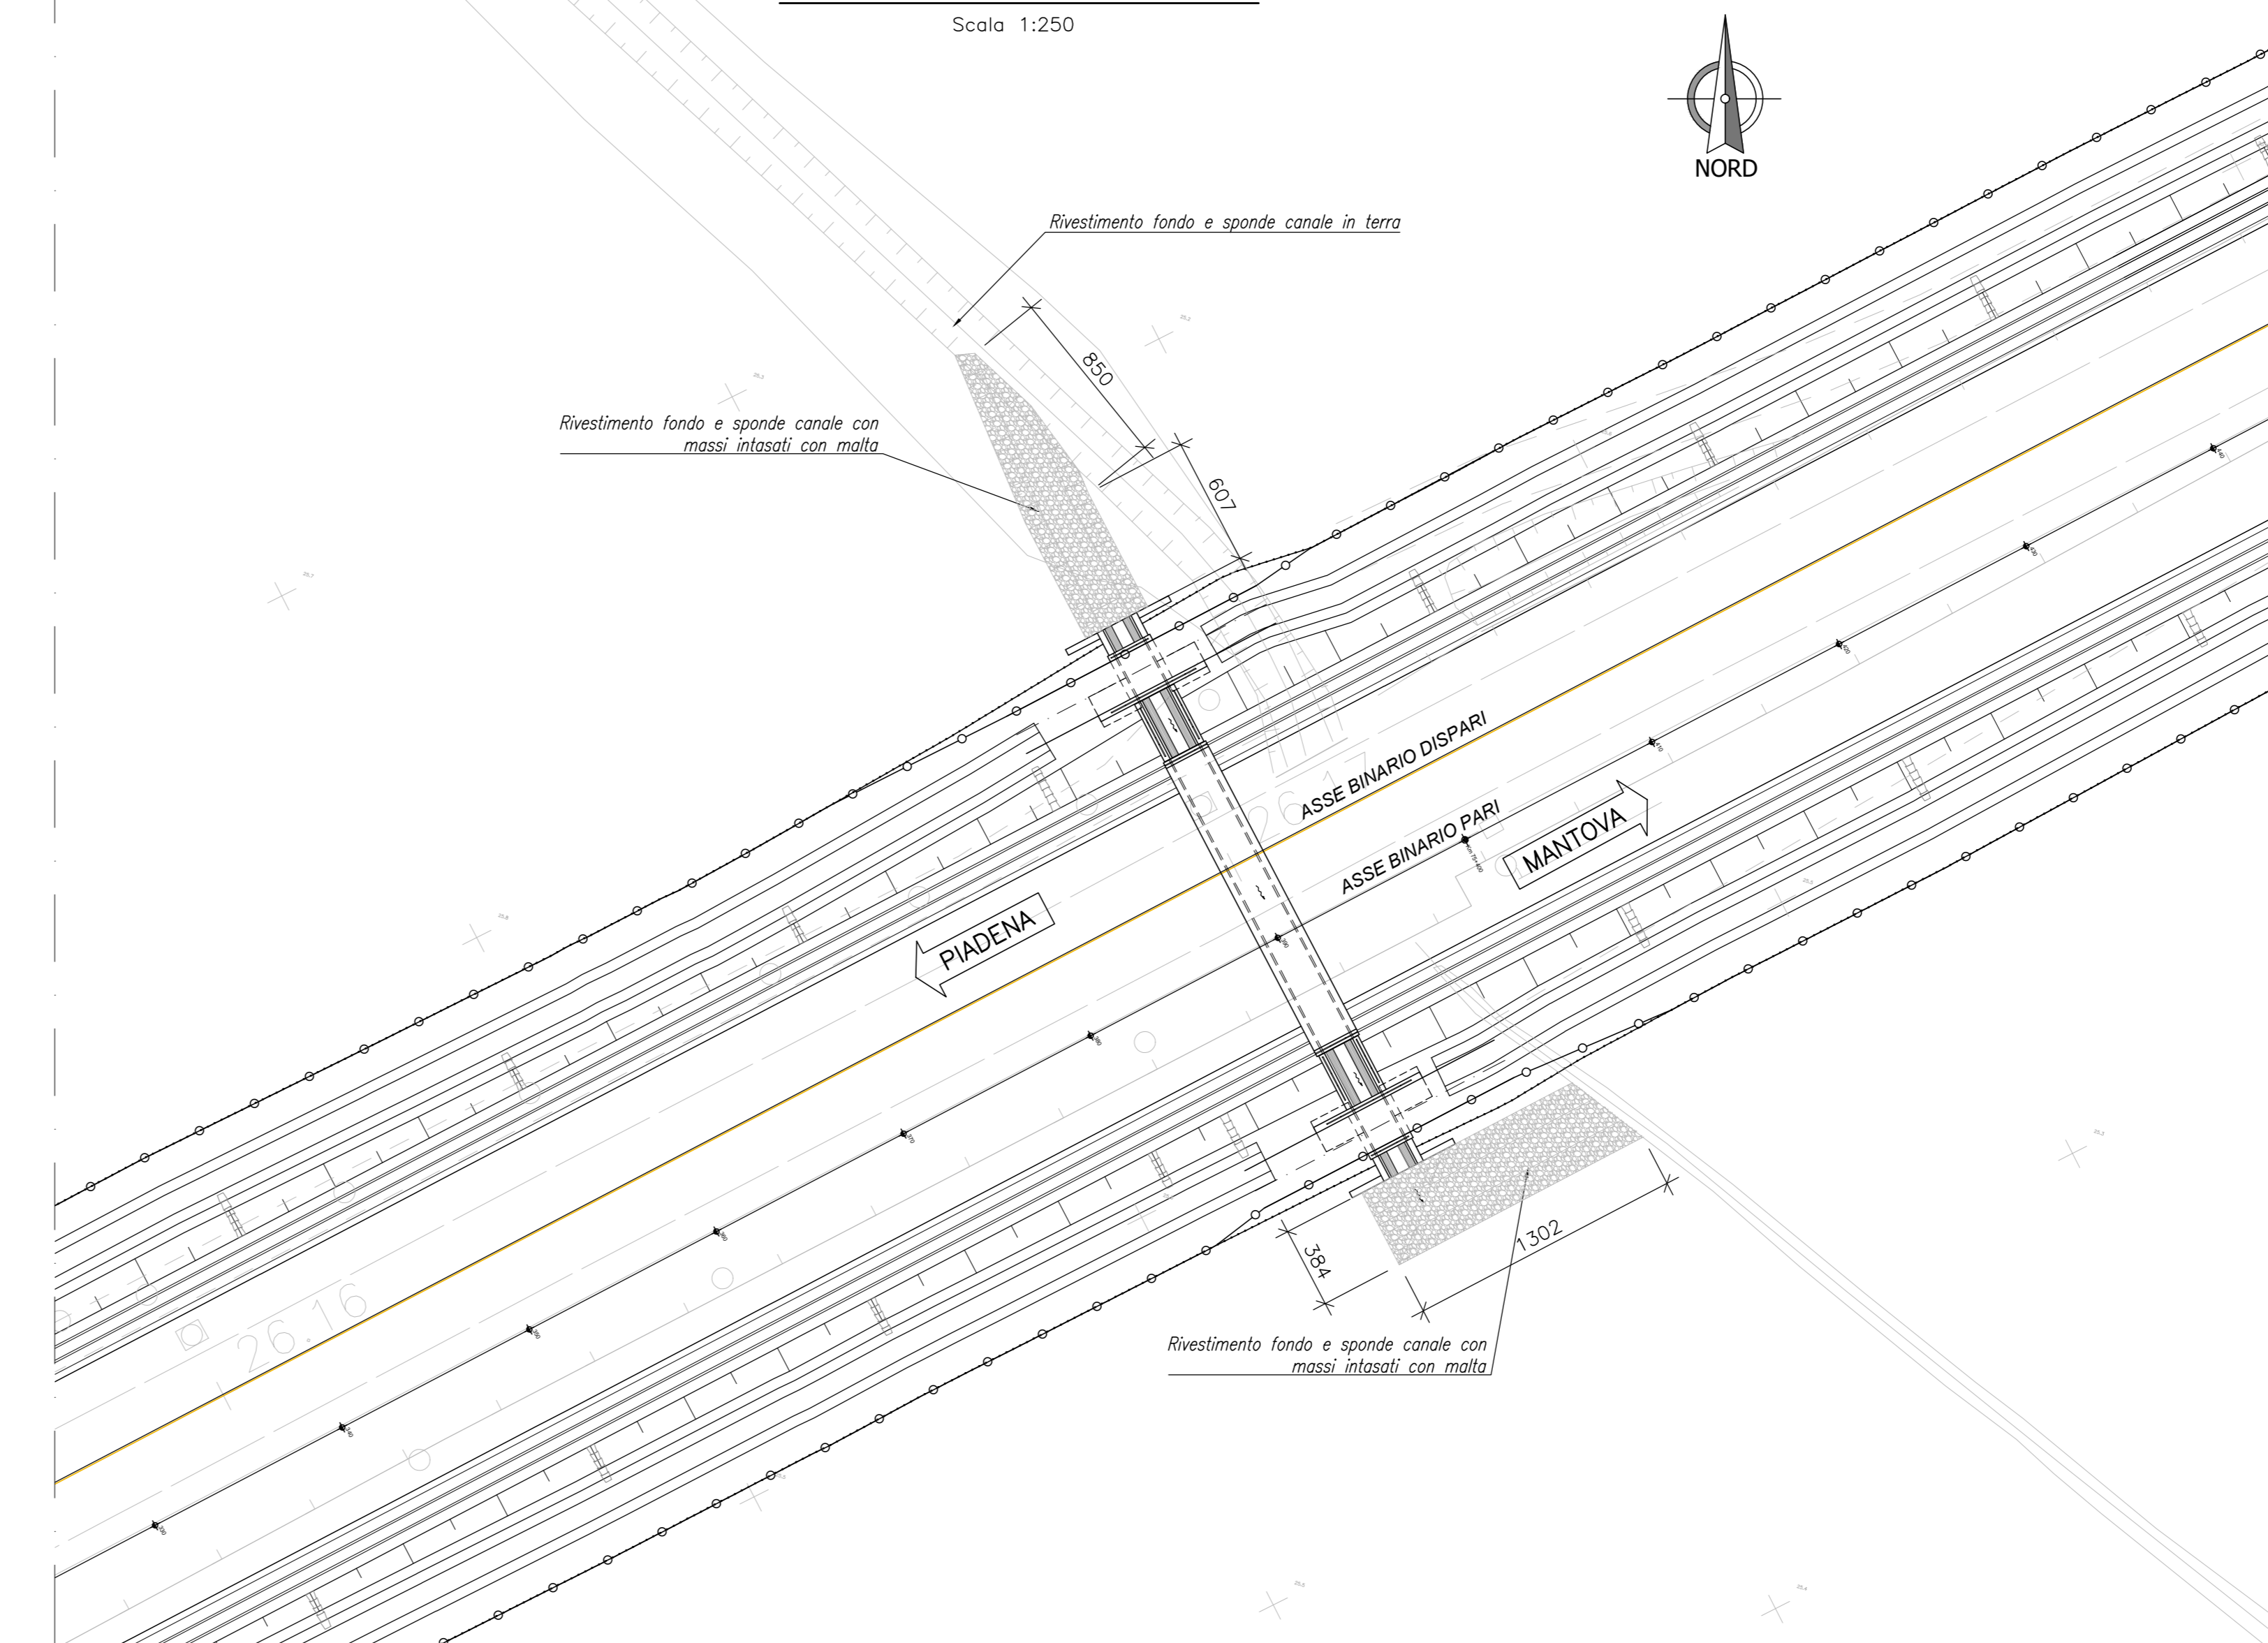 Scala 1:250
NORD
Rivestimento fondo e sponde canale in terra
850
Rivestimento fondo e sponde canale con
massi intasati con malta
607
ASSE BINARIO DISPARI
ASSE BINARIO PARI
MANTOVA
PIADENA
26.17
26.16
384
1302
Rivestimento fondo e sponde canale con
massi intasati con malta